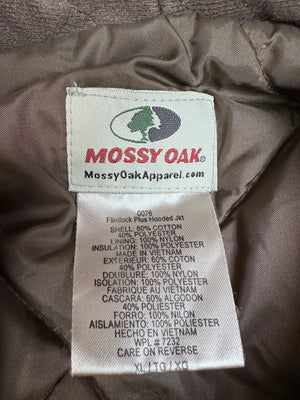 MOSSY OAK®
MossyOakApparel.com
0076
Flintlock Plus Hooded Jkt
SHELL: 60% COTTON
40% POLYESTER
LINING: 100% NYLON
INSULATION: 100% POLYESTER
MADE IN VIETNAM
EXTERIEUR: 60% COTON
40% POLYESTER
DOUBLURE: 100% NYLON
ISOLATION: 100% POLYESTER
FABRIQUE AU VIETNAM
CASCARA: 60% ALGODON
40% POLIESTER
FORRO: 100% NILON
AISLAMIENTO: 100% POLIESTER
HECHO EN VIETNAM
WPL # 7232
CARE ON REVERSE
XL/TG/XG